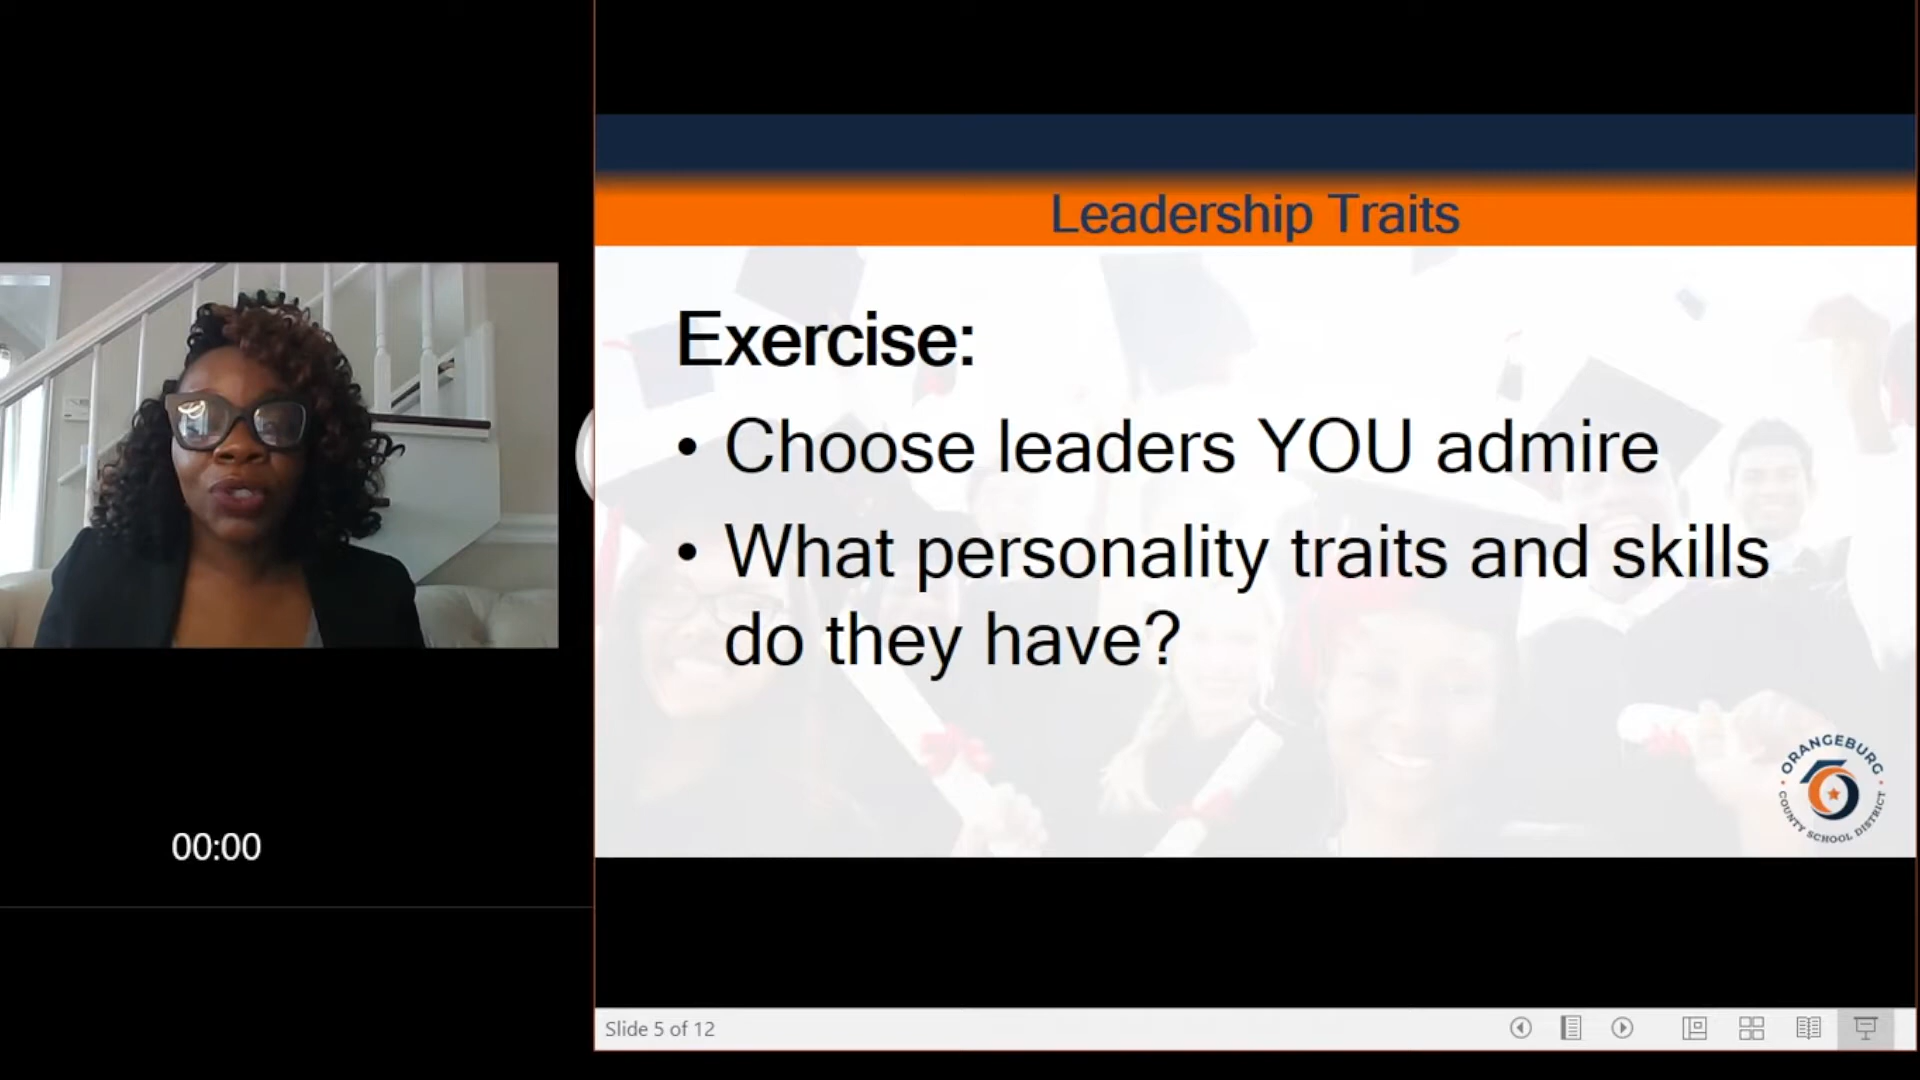 Leadership Traits
Exercise:
• Choose leaders YOU admire
• What personality traits and skills
do they have?
ORANGEBURG
COUNTY SCHOOL DISTRICT
00:00
Slide 5 of 12